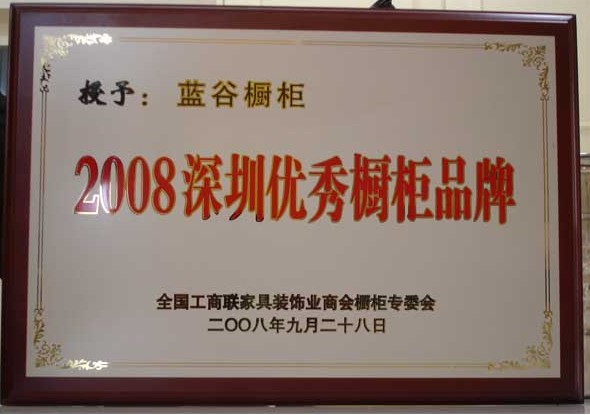 授予：蓝谷橱柜
2008深圳优秀橱柜品牌
全国工商联家具装饰业商会橱柜专委会
二〇〇八年九月二十八日